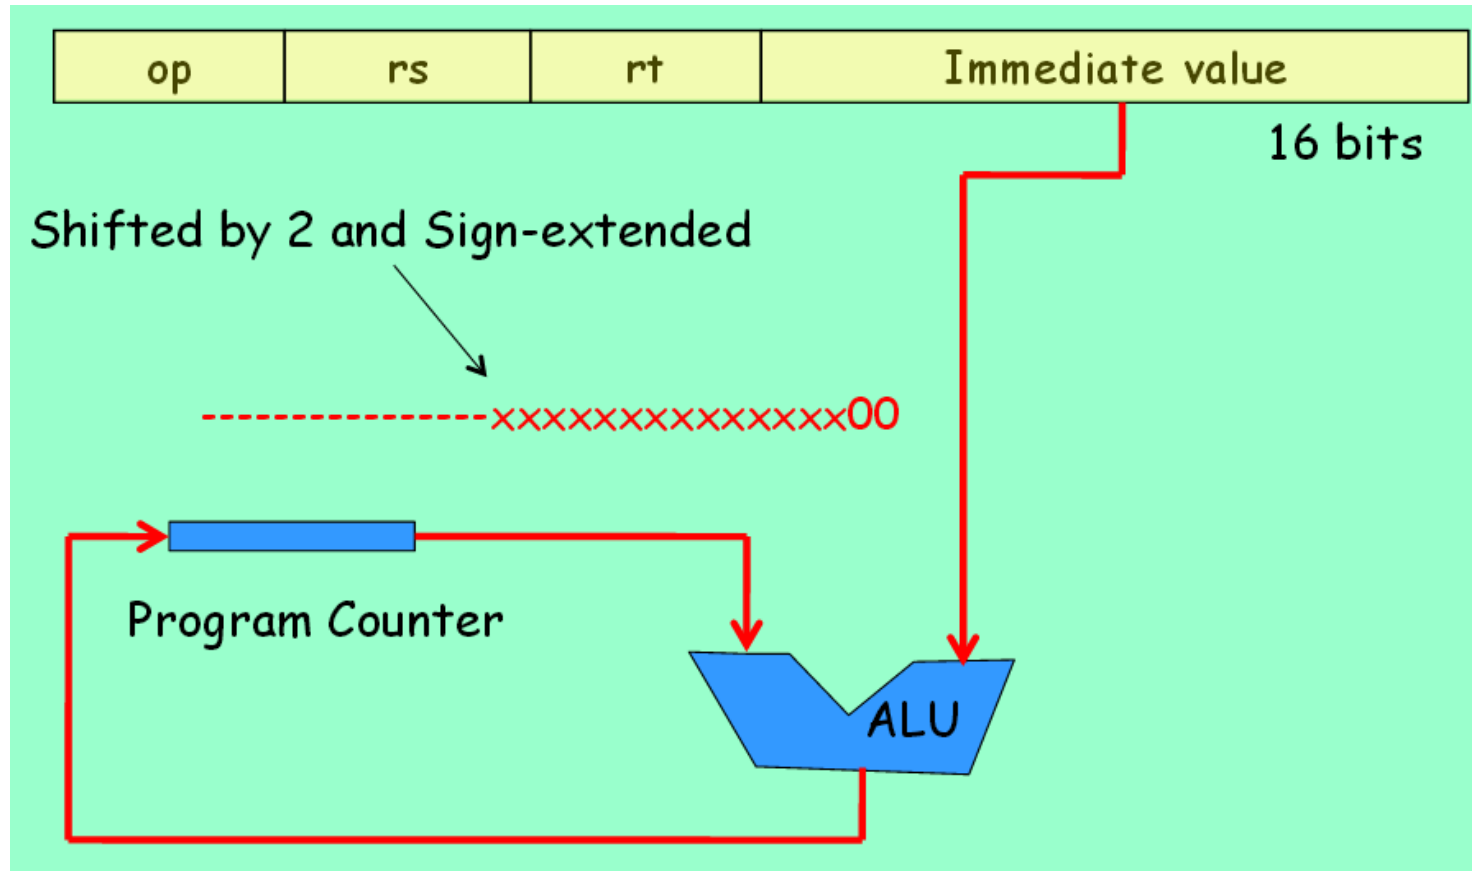 op rs rt Immediate value
16 bits
Shifted by 2 and Sign-extended
--------------xxxxxxxxxxxxxx00
Program Counter
ALU